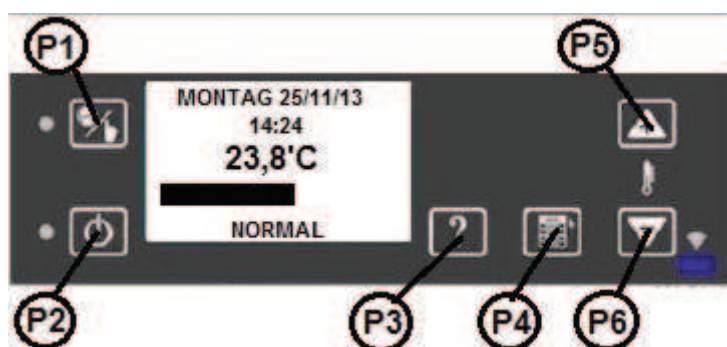 P1
P5
MONTAG 25/11/13
14:24
23,8'C
NORMAL
?
P2
P3
P4
P6